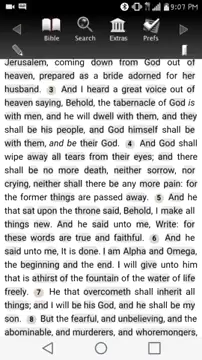 9:07 PM
Bible Search Extras Prefs
Jerusalem, coming down from God out of
heaven, prepared as a bride adorned for her
husband. 3 And I heard a great voice out of
heaven saying, Behold, the tabernacle of God is
with men, and he will dwell with them, and they
shall be his people, and God himself shall be
with them, and be their God. 4 And God shall
wipe away all tears from their eyes; and there
shall be no more death, neither sorrow, nor
crying, neither shall there be any more pain: for
the former things are passed away. 5 And he
that sat upon the throne said, Behold, I make all
things new. And he said unto me, Write: for
these words are true and faithful. 6 And he
said unto me, It is done. I am Alpha and Omega,
the beginning and the end. I will give unto him
that is athirst of the fountain of the water of life
freely. 7 He that overcometh shall inherit all
things; and I will be his God, and he shall be my
son. 8 But the fearful, and unbelieving, and the
abominable, and murderers, and whoremongers,